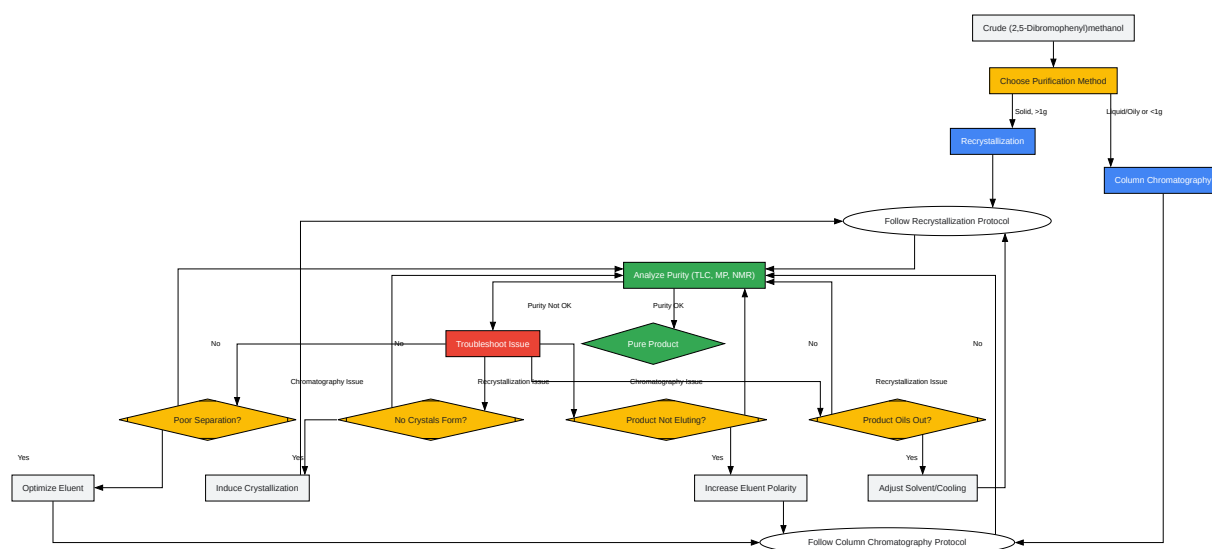 Crude (2,5-Dibromophenyl)methanol
Choose Purification Method
Solid, >1g
Liquid/Oily or <1g
Recrystallization
Column Chromatography
Follow Recrystallization Protocol
Analyze Purity (TLC, MP, NMR)
Purity Not OK
Purity OK
Troubleshoot Issue
Pure Product
No
No
No
No
Chromatography Issue
Recrystallization Issue
Chromatography Issue
Recrystallization Issue
Poor Separation?
No Crystals Form?
Product Not Eluting?
Product Oils Out?
Yes
Yes
Yes
Yes
Optimize Eluent
Induce Crystallization
Increase Eluent Polarity
Adjust Solvent/Cooling
Follow Column Chromatography Protocol